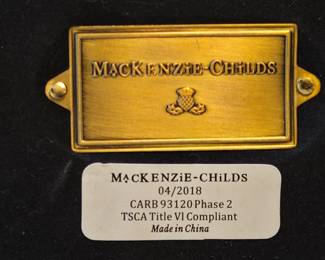 MACKENZiE-CHiLDS
MACKENZiE-CHiLDS
04/2018
CARB 93120 Phase 2
TSCA Title VI Compliant
Made in China